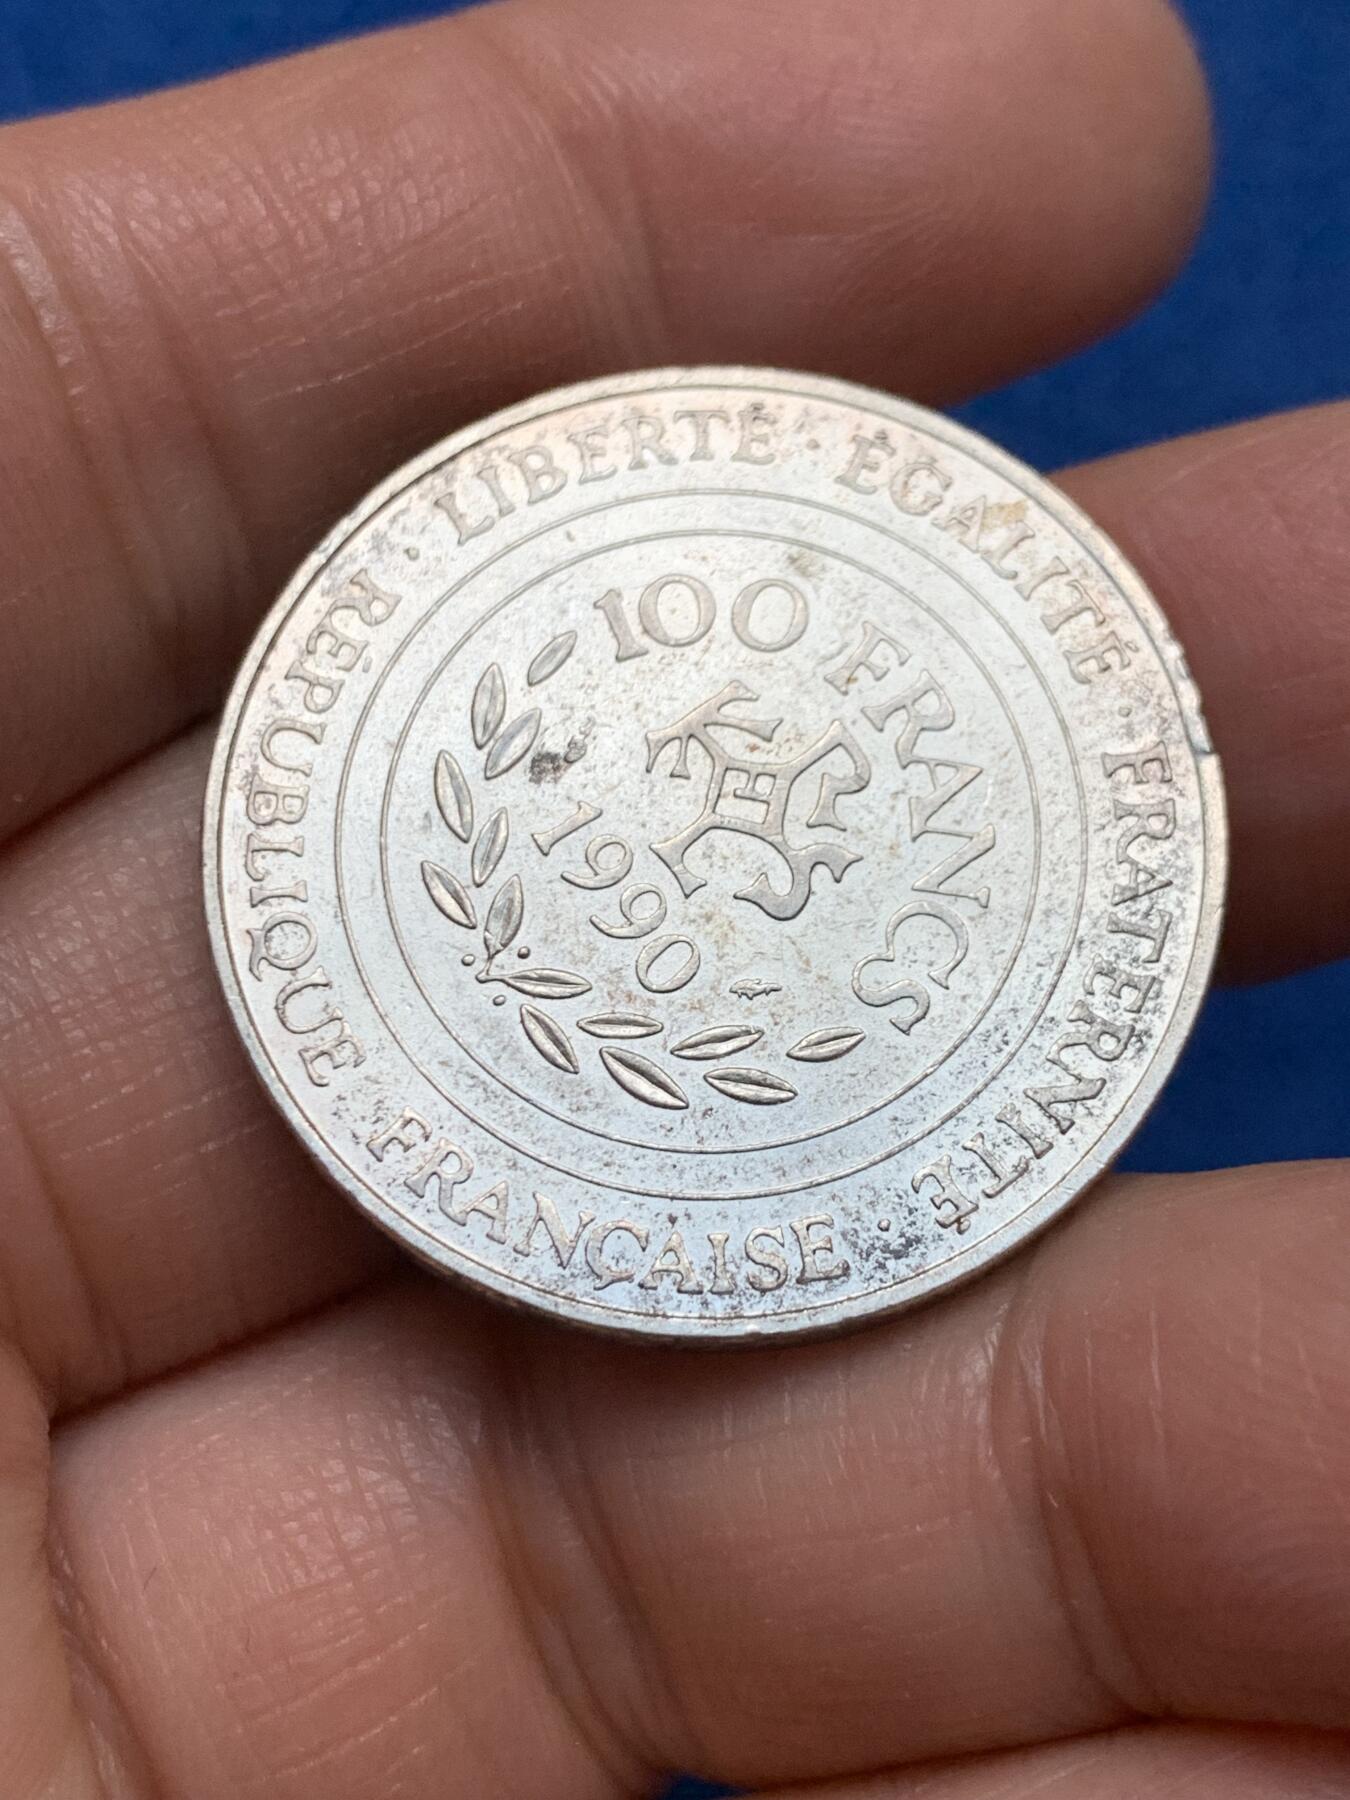 LIBERTÉ · ÉGALITÉ · FRATERNITÉ ·
RÉPUBLIQUE FRANÇAISE ·
100 FRANCS
1990